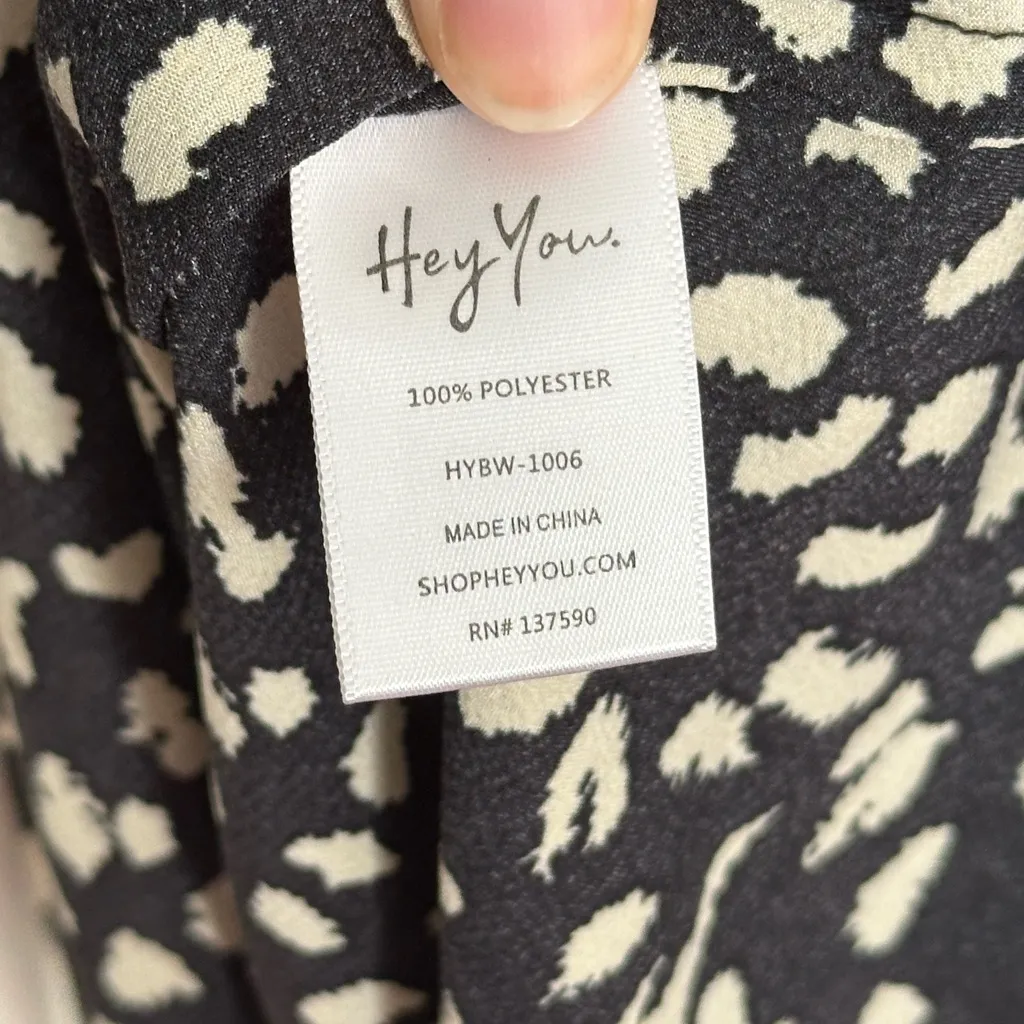 Hey You.
100% POLYESTER
HYBW-1006
MADE IN CHINA
SHOPHEYYOU.COM
RN# 137590